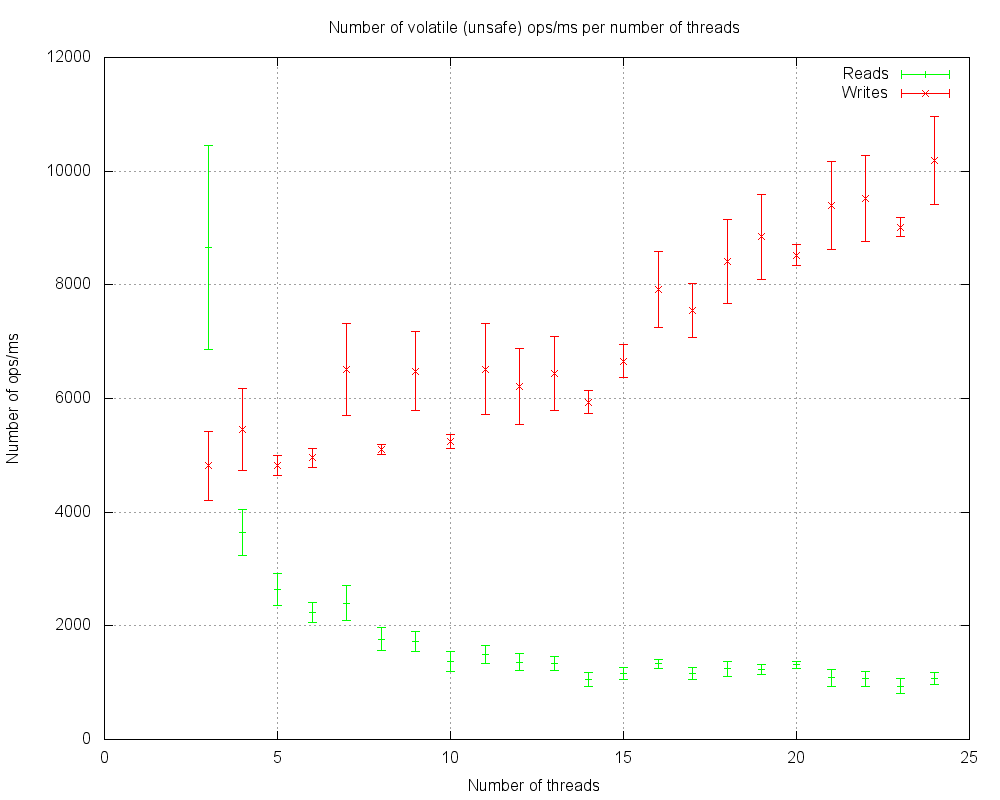 Number of volatile (unsafe) ops/ms per number of threads
12000
10000
8000
6000
4000
2000
0
Number of ops/ms
Reads
Writes
0 5 10 15 20 25
Number of threads